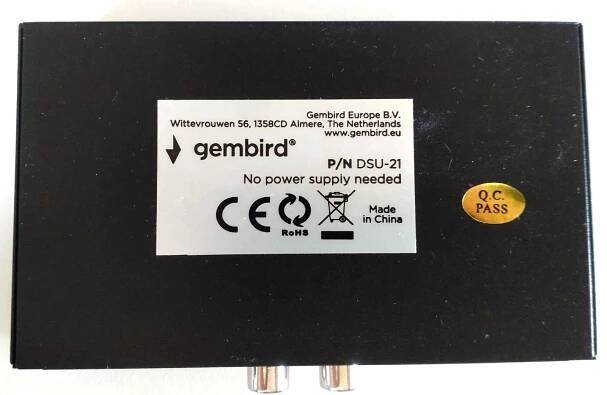 Gembird Europe B.V.
Wittevrouwen 56, 1358CD Almere, The Netherlands
www.gembird.eu
gembird®
P/N DSU-21
No power supply needed
CE
RoHS
Made
in China
Q.C.
PASS